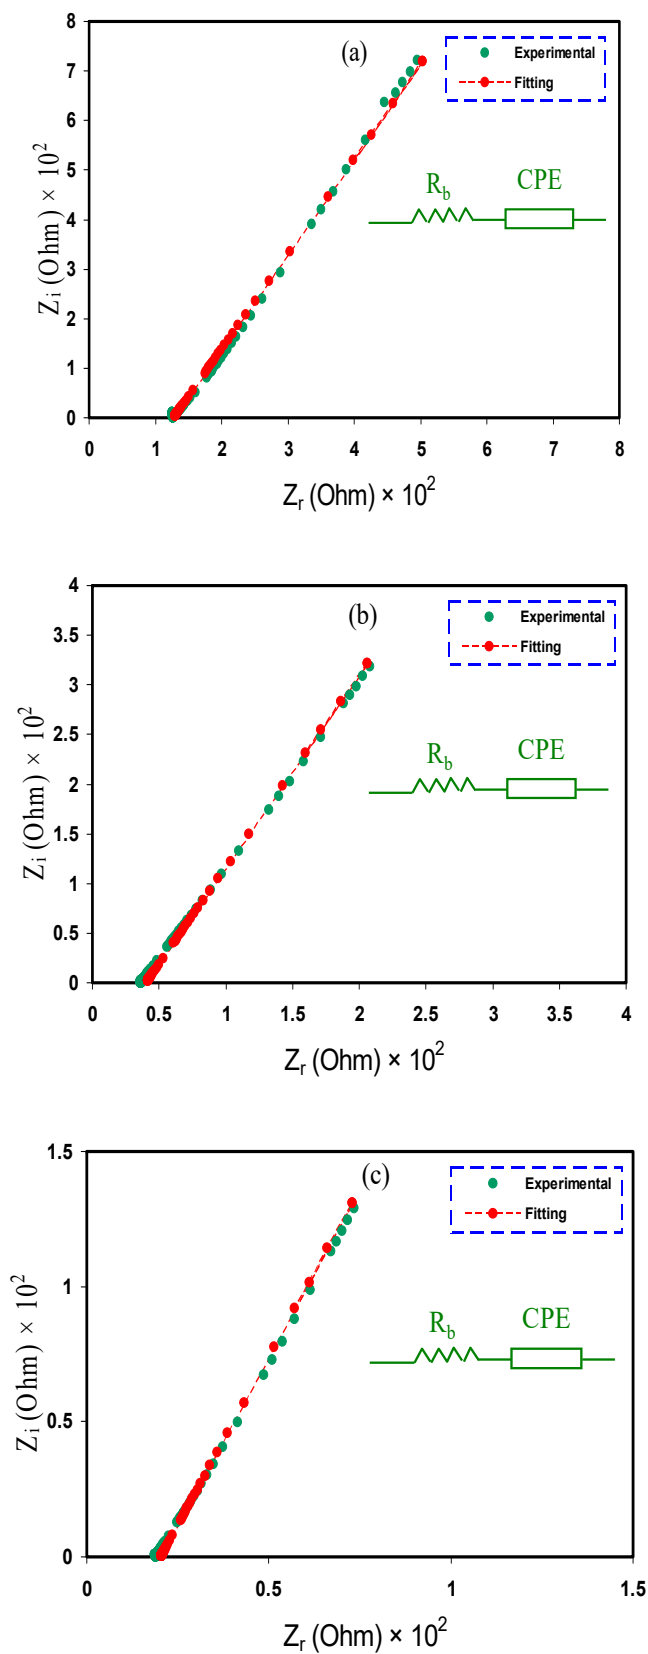 (a)
Experimental
Fitting
R_b CPE
8
7
6
5
4
3
2
1
0
Z_i (Ohm) × 10^2
0 1 2 3 4 5 6 7 8
Z_r (Ohm) × 10^2
(b)
Experimental
Fitting
R_b CPE
4
3.5
3
2.5
2
1.5
1
0.5
0
Z_i (Ohm) × 10^2
0 0.5 1 1.5 2 2.5 3 3.5 4
Z_r (Ohm) × 10^2
(c)
Experimental
Fitting
R_b CPE
1.5
1
0.5
0
Z_i (Ohm) × 10^2
0 0.5 1 1.5
Z_r (Ohm) × 10^2